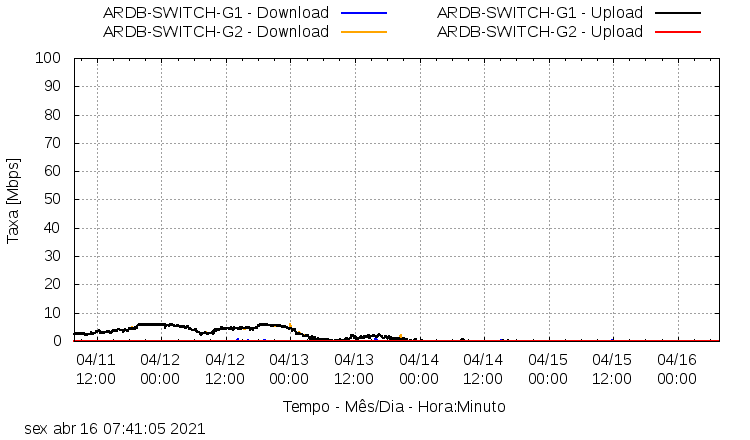 ARDB-SWITCH-G1 - Download ARDB-SWITCH-G1 - Upload
ARDB-SWITCH-G2 - Download ARDB-SWITCH-G2 - Upload
100
90
80
70
60
50
40
30
20
10
0
Taxa [Mbps]
04/11 04/12 04/12 04/13 04/13 04/14 04/14 04/15 04/15 04/16
12:00 00:00 12:00 00:00 12:00 00:00 12:00 00:00 12:00 00:00
Tempo - Mês/Dia - Hora:Minuto
sex abr 16 07:41:05 2021